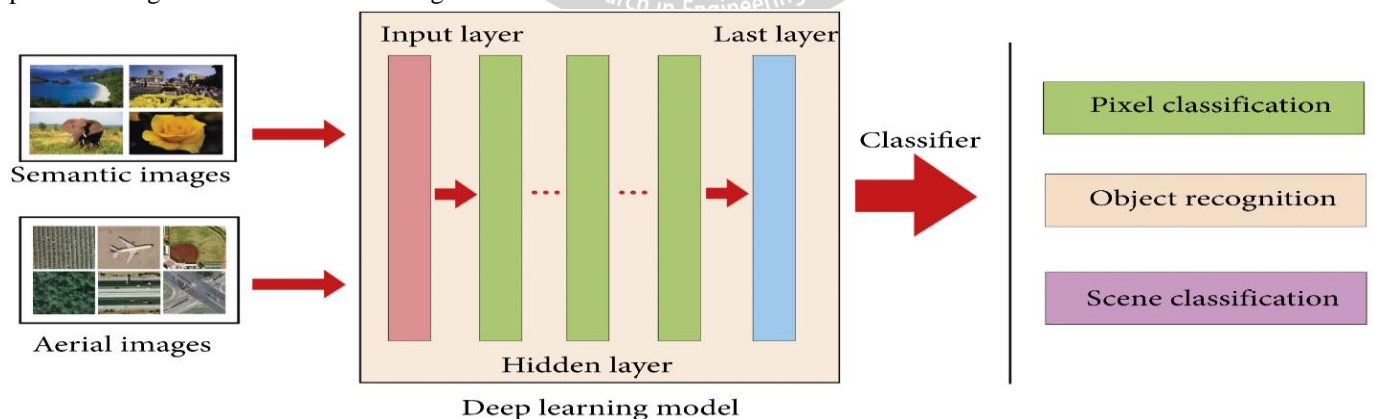 Input layer
Last layer
Semantic images
Aerial images
Hidden layer
Deep learning model
Classifier
Pixel classification
Object recognition
Scene classification